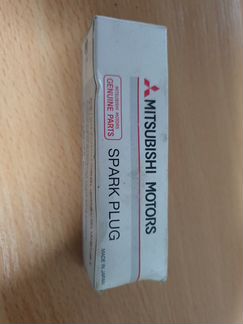 MITSUBISHI MOTORS
MITSUBISHI MOTORS
GENUINE PARTS
SPARK PLUG
MADE IN JAPAN